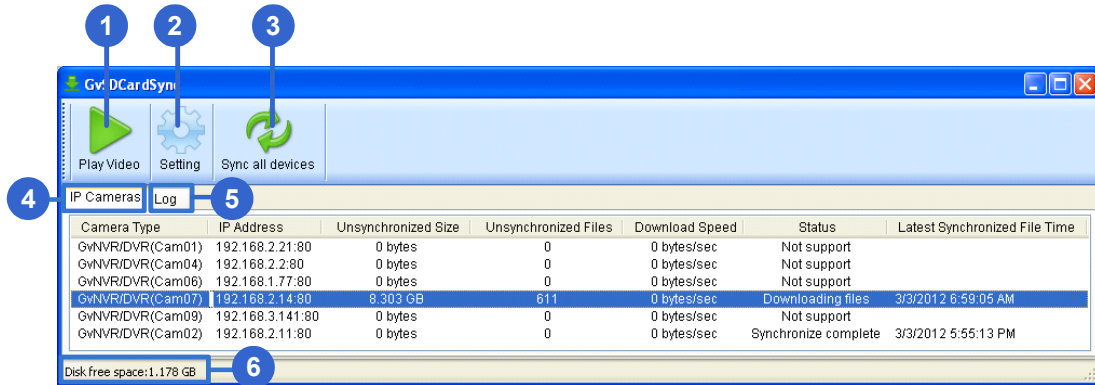 1 2 3
GvSDCardSync
Play Video Setting Sync all devices
4 IP Cameras Log 5
Camera Type IP Address Unsynchronized Size Unsynchronized Files Download Speed Status Latest Synchronized File Time
GvNVR/DVR(Cam01) 192.168.2.21:80 0 bytes 0 0 bytes/sec Not support
GvNVR/DVR(Cam04) 192.168.2.2:80 0 bytes 0 0 bytes/sec Not support
GvNVR/DVR(Cam06) 192.168.1.77:80 0 bytes 0 0 bytes/sec Not support
GvNVR/DVR(Cam07) 192.168.2.14:80 8.303 GB 611 0 bytes/sec Downloading files 3/3/2012 6:59:05 AM
GvNVR/DVR(Cam09) 192.168.3.141:80 0 bytes 0 0 bytes/sec Not support
GvNVR/DVR(Cam02) 192.168.2.11:80 0 bytes 0 0 bytes/sec Synchronize complete 3/3/2012 5:55:13 PM
Disk free space:1.178 GB 6